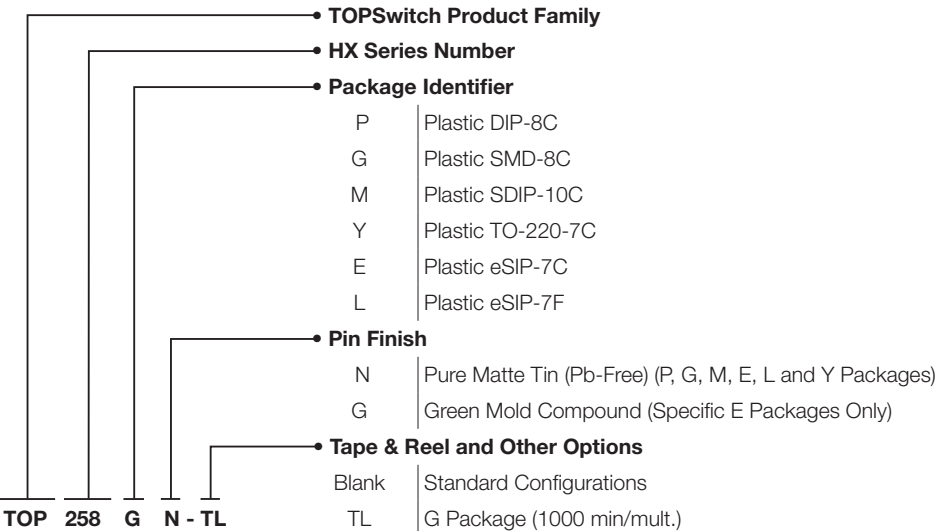 TOPSwitch Product Family
HX Series Number
Package Identifier
P Plastic DIP-8C
G Plastic SMD-8C
M Plastic SDIP-10C
Y Plastic TO-220-7C
E Plastic eSIP-7C
L Plastic eSIP-7F
Pin Finish
N Pure Matte Tin (Pb-Free) (P, G, M, E, L and Y Packages)
G Green Mold Compound (Specific E Packages Only)
Tape & Reel and Other Options
Blank Standard Configurations
TL G Package (1000 min/mult.)
TOP 258 G N - TL